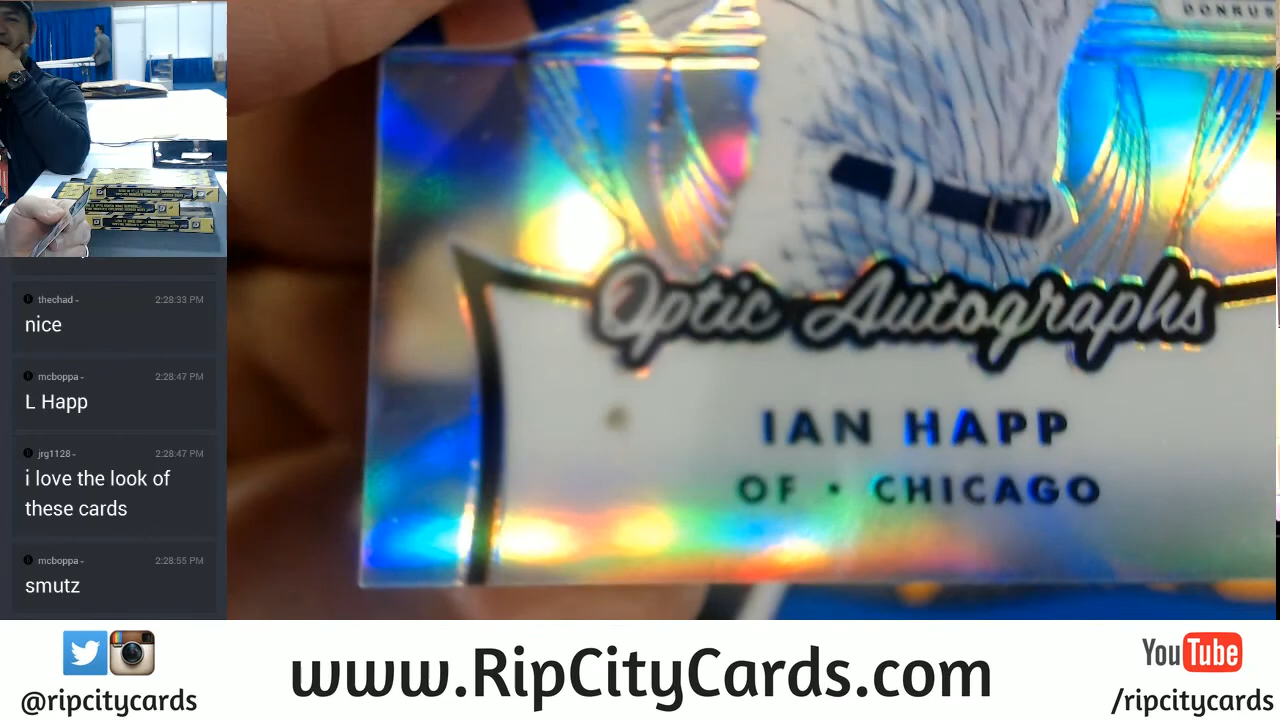 DONRUSS
Optic Autographs
IAN HAPP
OF · CHICAGO
thechad 2:28:33 PM
nice
mcboppa 2:28:47 PM
L Happ
jrg1128 2:28:47 PM
i love the look of
these cards
mcboppa 2:28:55 PM
smutz
@ripcitycards
www.RipCityCards.com
YouTube
/ripcitycards